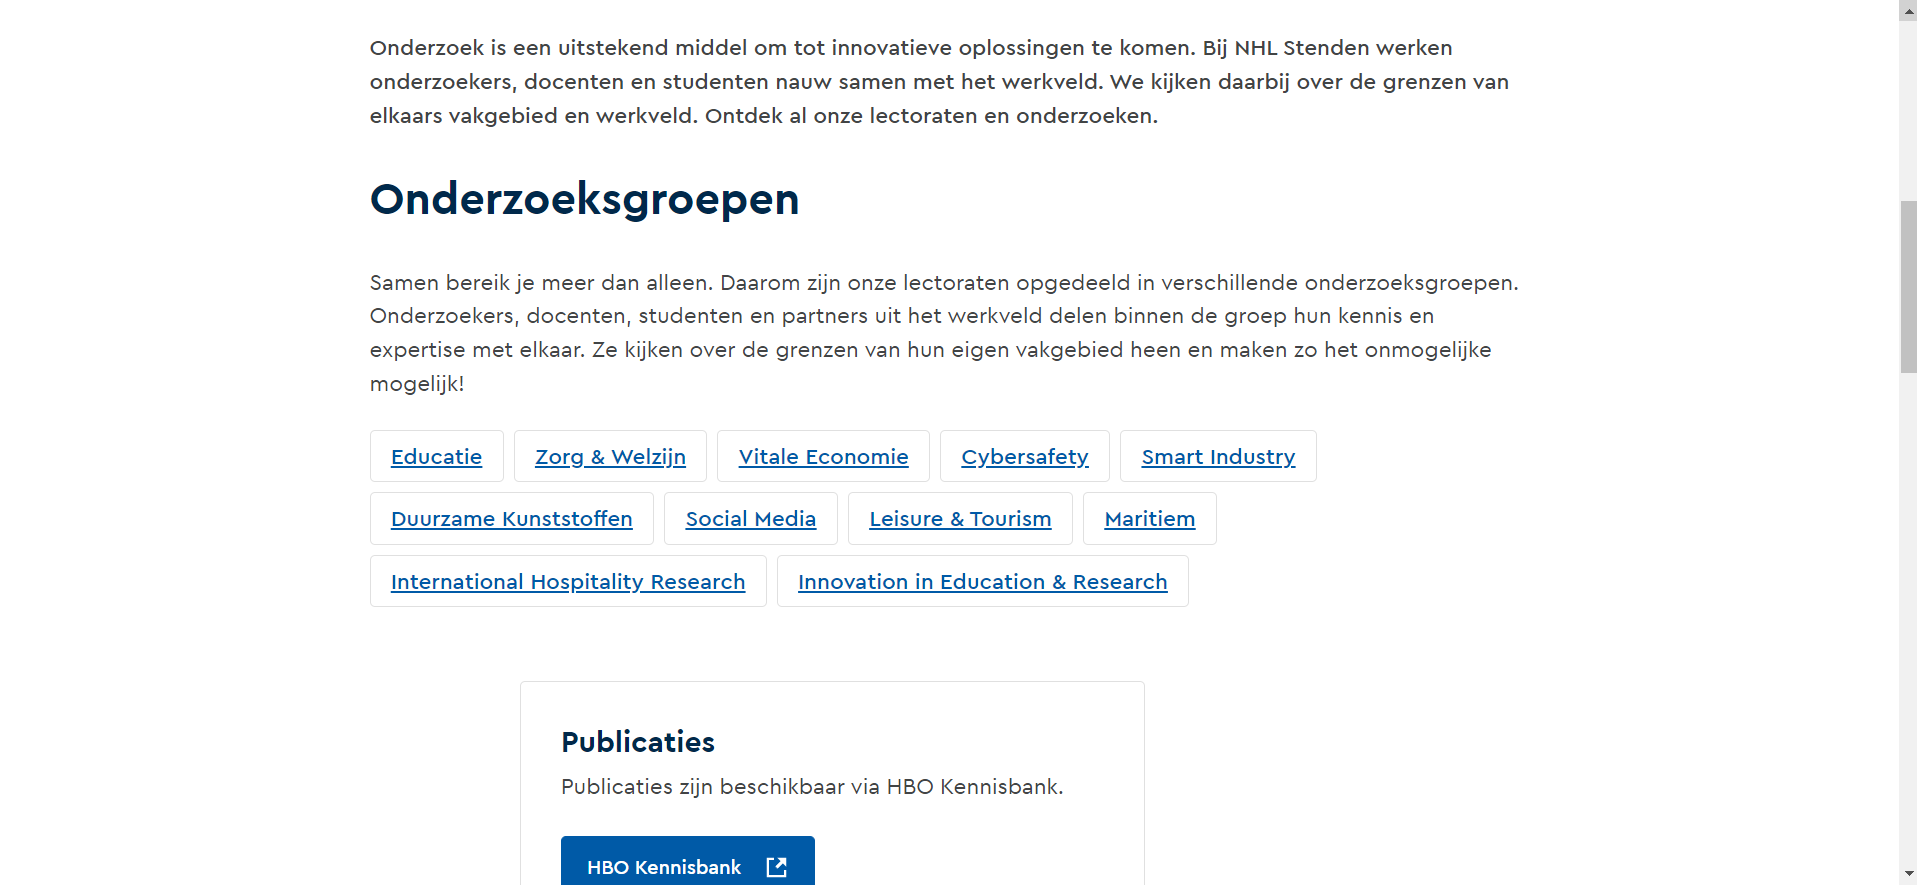 Onderzoek is een uitstekend middel om tot innovatieve oplossingen te komen. Bij NHL Stenden werken
onderzoekers, docenten en studenten nauw samen met het werkveld. We kijken daarbij over de grenzen van
elkaars vakgebied en werkveld. Ontdek al onze lectoraten en onderzoeken.
Onderzoeksgroepen
Samen bereik je meer dan alleen. Daarom zijn onze lectoraten opgedeeld in verschillende onderzoeksgroepen.
Onderzoekers, docenten, studenten en partners uit het werkveld delen binnen de groep hun kennis en
expertise met elkaar. Ze kijken over de grenzen van hun eigen vakgebied heen en maken zo het onmogelijke
mogelijk!
Educatie Zorg & Welzijn Vitale Economie Cybersafety Smart Industry
Duurzame Kunststoffen Social Media Leisure & Tourism Maritiem
International Hospitality Research Innovation in Education & Research
Publicaties
Publicaties zijn beschikbaar via HBO Kennisbank.
HBO Kennisbank